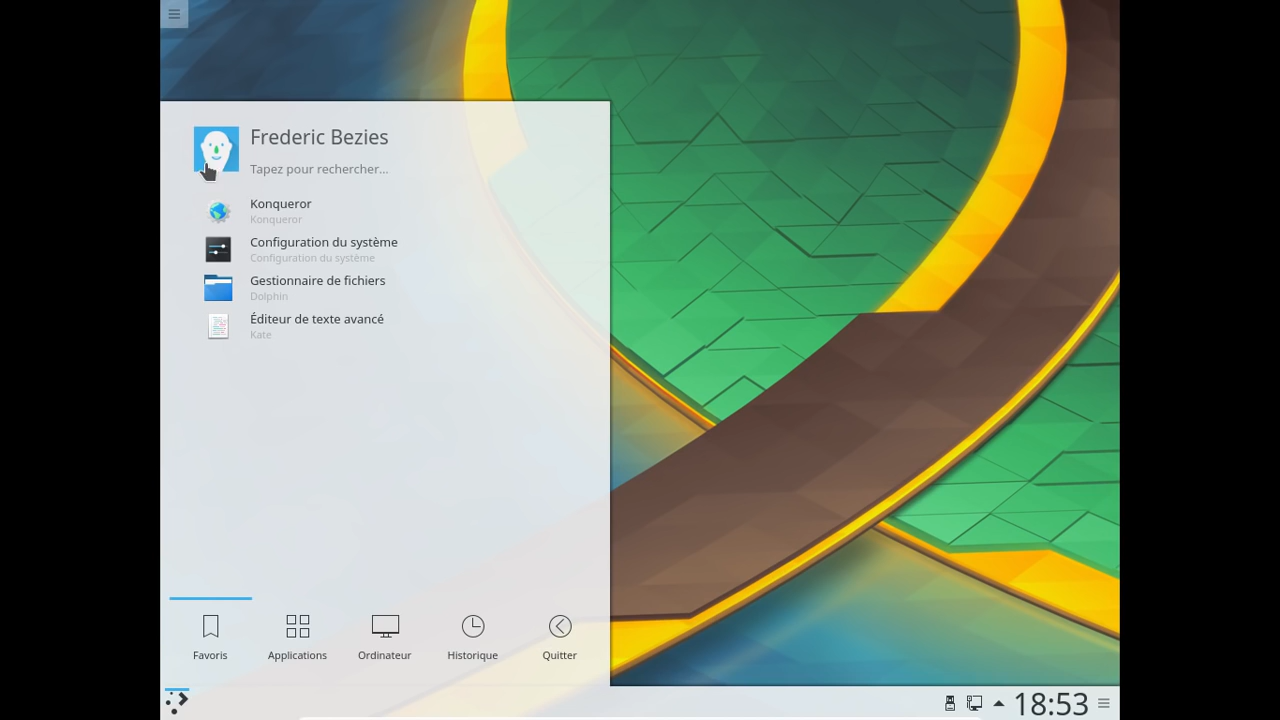 Frederic Bezies
Tapez pour rechercher...
Konqueror
Konqueror
Configuration du système
Configuration du système
Gestionnaire de fichiers
Dolphin
Éditeur de texte avancé
Kate
Favoris
Applications
Ordinateur
Historique
Quitter
18:53